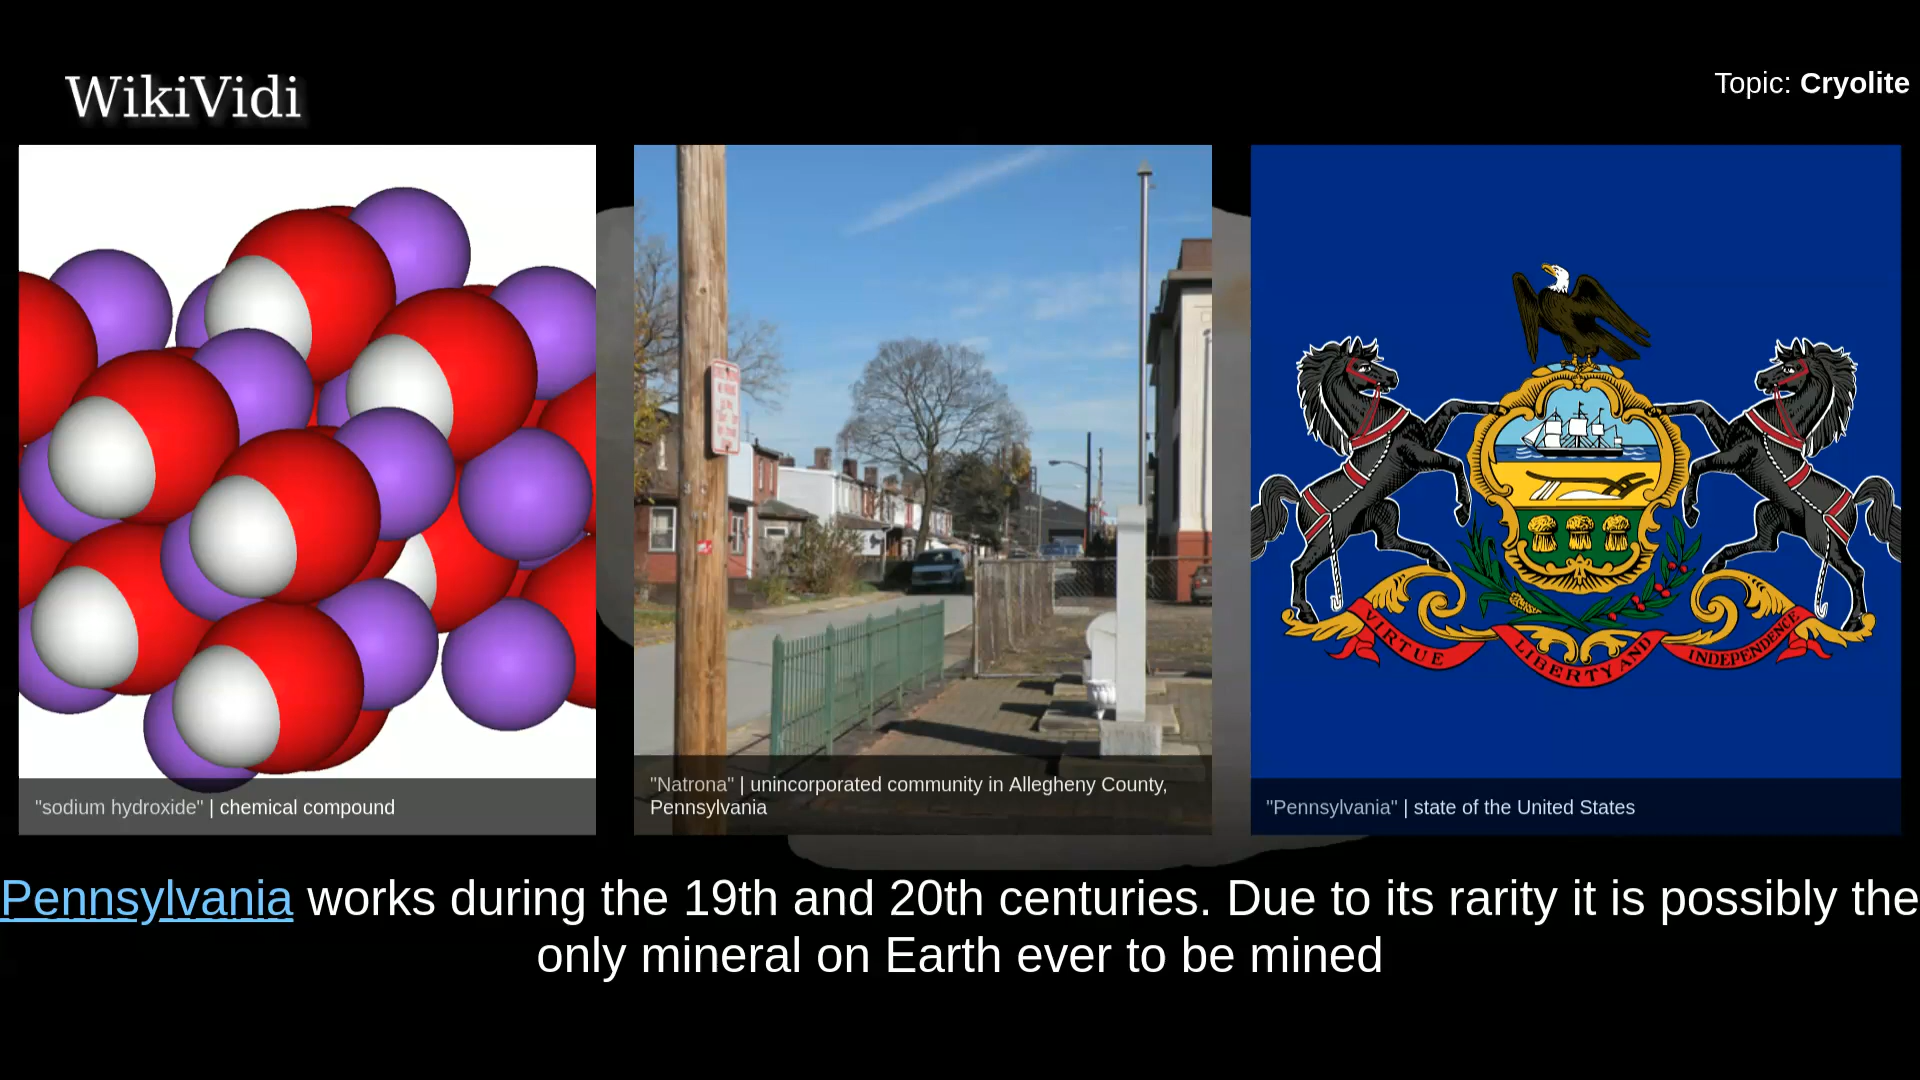 WikiVidi
Topic: Cryolite
VIRTUE LIBERTY AND INDEPENDENCE
"sodium hydroxide" | chemical compound
"Natrona" | unincorporated community in Allegheny County,
Pennsylvania
"Pennsylvania" | state of the United States
Pennsylvania works during the 19th and 20th centuries. Due to its rarity it is possibly the
only mineral on Earth ever to be mined